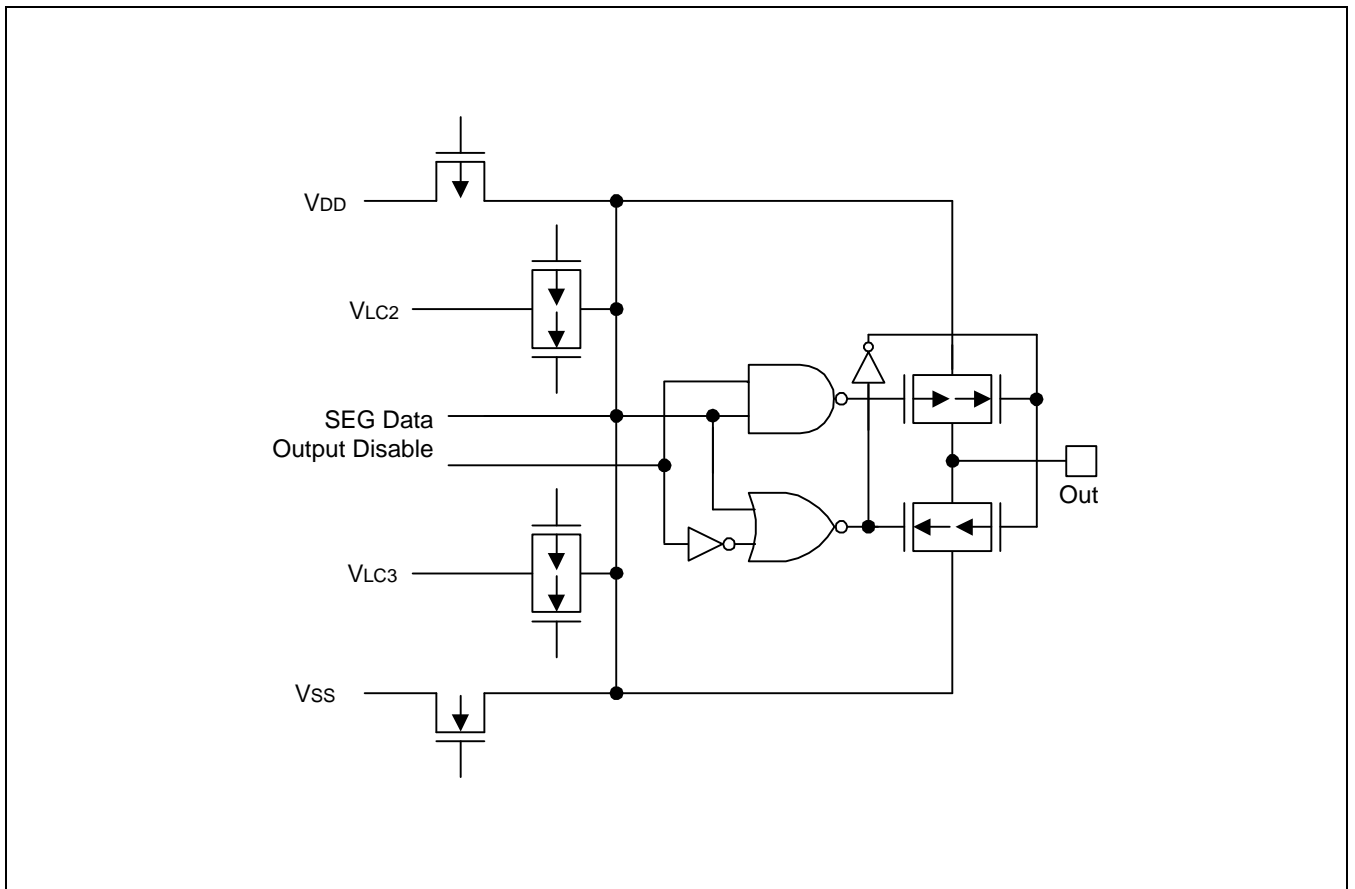 VDD
VLC2
SEG Data
Output Disable
Out
VLC3
VSS